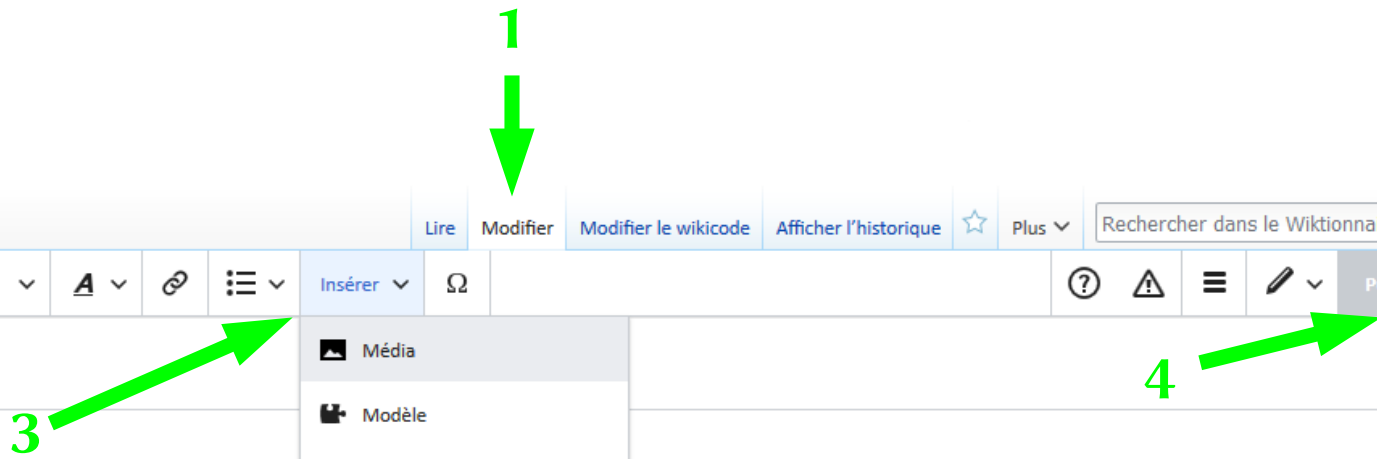 1
Lire Modifier Modifier le wikicode Afficher l’historique Plus Rechercher dans le Wiktionna
A Insérer Ω ? P
Média
4
Modèle
3